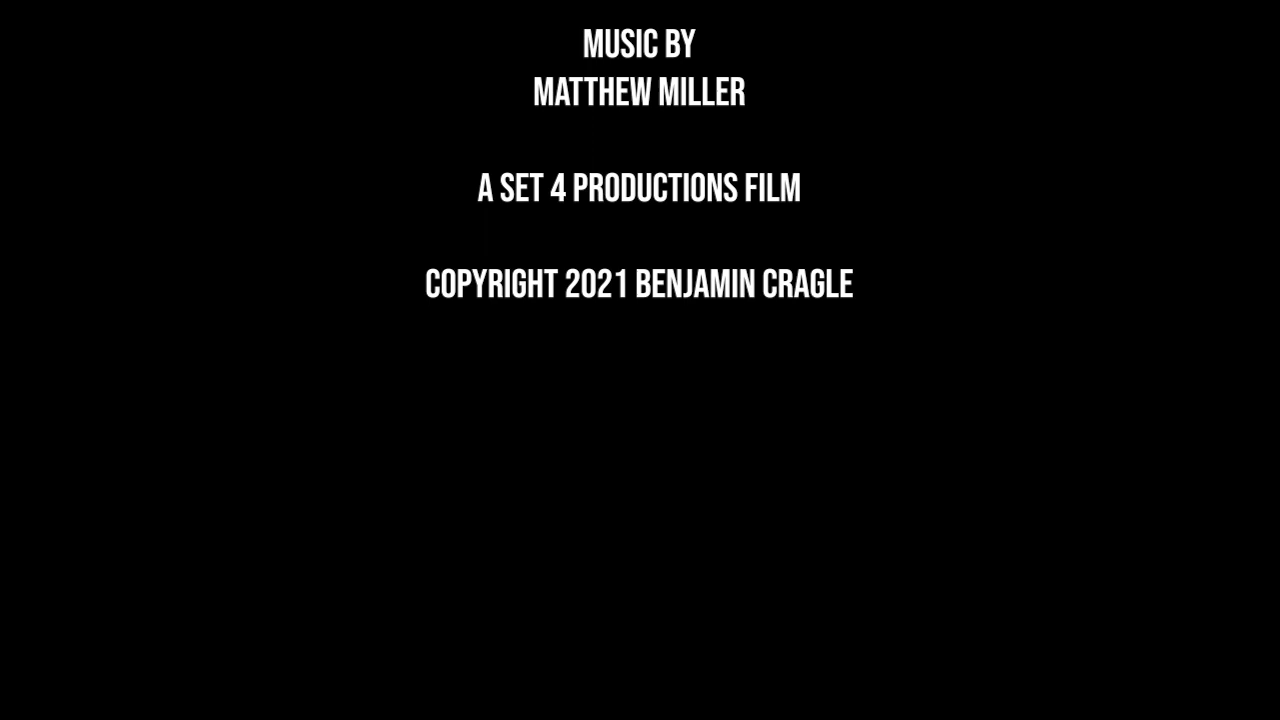 MUSIC BY
MATTHEW MILLER
A SET 4 PRODUCTIONS FILM
COPYRIGHT 2021 BENJAMIN CRAGLE